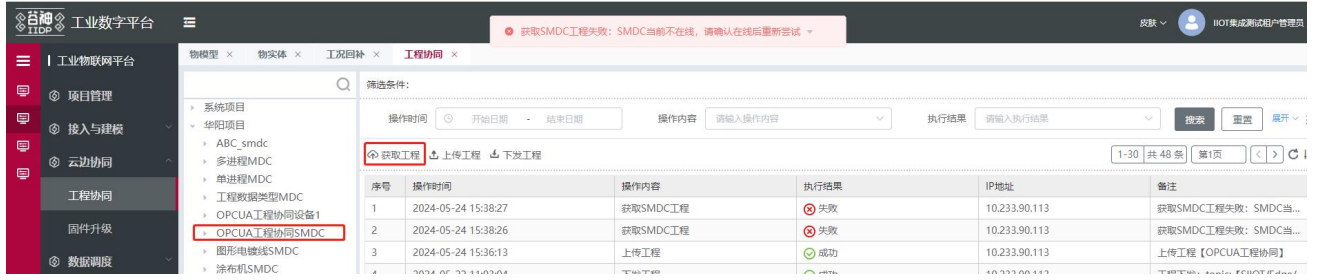 谷神 IIDP 工业数字平台
获取SMDC工程失败：SMDC当前不在线，请确认在线后重新尝试
皮肤 IIOT集成测试租户管理员
工业物联网平台
物模型 × 物实体 × 工况回补 × 工程协同 ×
项目管理
接入与建模
云边协同
工程协同
固件升级
数据调度
系统项目
华阳项目
ABC_smdc
多进程MDC
单进程MDC
工程数据类型MDC
OPCUA工程协同设备1
OPCUA工程协同SMDC
图形电镀线SMDC
涂布机SMDC
筛选条件：
操作时间 开始日期 - 结束日期 操作内容 请输入操作内容 执行结果 请输入执行结果 搜索 重置 展开
获取工程 上传工程 下发工程 1-30 共 48 条 第1页
序号 操作时间 操作内容 执行结果 IP地址 备注
1 2024-05-24 15:38:27 获取SMDC工程 失败 10.233.90.113 获取SMDC工程失败：SMDC当...
2 2024-05-24 15:38:26 获取SMDC工程 失败 10.233.90.113 获取SMDC工程失败：SMDC当...
3 2024-05-24 15:36:13 上传工程 成功 10.233.90.113 上传工程【OPCUA工程协同】